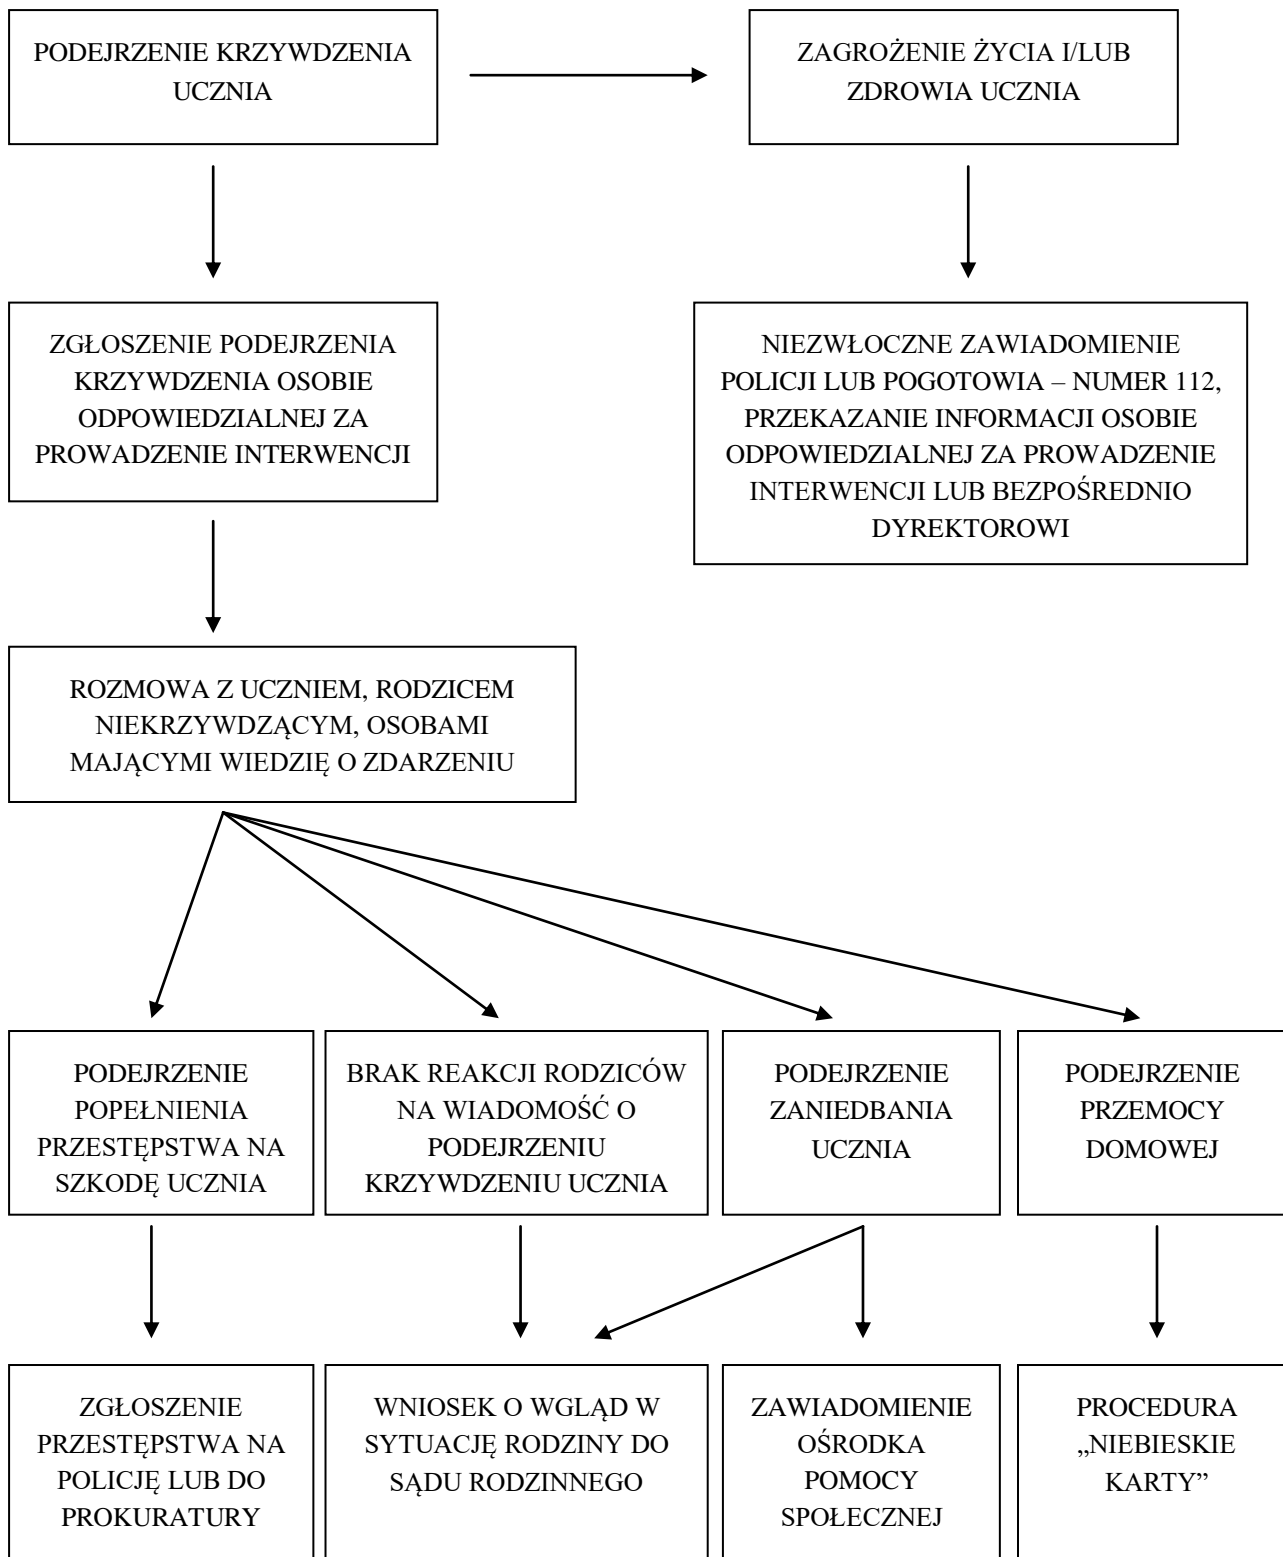 PODEJRZENIE KRZYWDZENIA
UCZNIA
ZAGROŻENIE ŻYCIA I/LUB
ZDROWIA UCZNIA
ZGŁOSZENIE PODEJRZENIA
KRZYWDZENIA OSOBIE
ODPOWIEDZIALNEJ ZA
PROWADZENIE INTERWENCJI
NIEZWŁOCZNE ZAWIADOMIENIE
POLICJI LUB POGOTOWIA – NUMER 112,
PRZEKAZANIE INFORMACJI OSOBIE
ODPOWIEDZIALNEJ ZA PROWADZENIE
INTERWENCJI LUB BEZPOŚREDNIO
DYREKTOROWI
ROZMOWA Z UCZNIEM, RODZICEM
NIEKRZYWDZĄCYM, OSOBAMI
MAJĄCYMI WIEDZIĘ O ZDARZENIU
PODEJRZENIE
POPEŁNIENIA
PRZESTĘPSTWA NA
SZKODĘ UCZNIA
BRAK REAKCJI RODZICÓW
NA WIADOMOŚĆ O
PODEJRZENIU
KRZYWDZENIU UCZNIA
PODEJRZENIE
ZANIEDBANIA
UCZNIA
PODEJRZENIE
PRZEMOCY
DOMOWEJ
ZGŁOSZENIE
PRZESTĘPSTWA NA
POLICJĘ LUB DO
PROKURATURY
WNIOSEK O WGLĄD W
SYTUACJĘ RODZINY DO
SĄDU RODZINNEGO
ZAWIADOMIENIE
OŚRODKA
POMOCY
SPOŁECZNEJ
PROCEDURA
„NIEBIESKIE
KARTY”